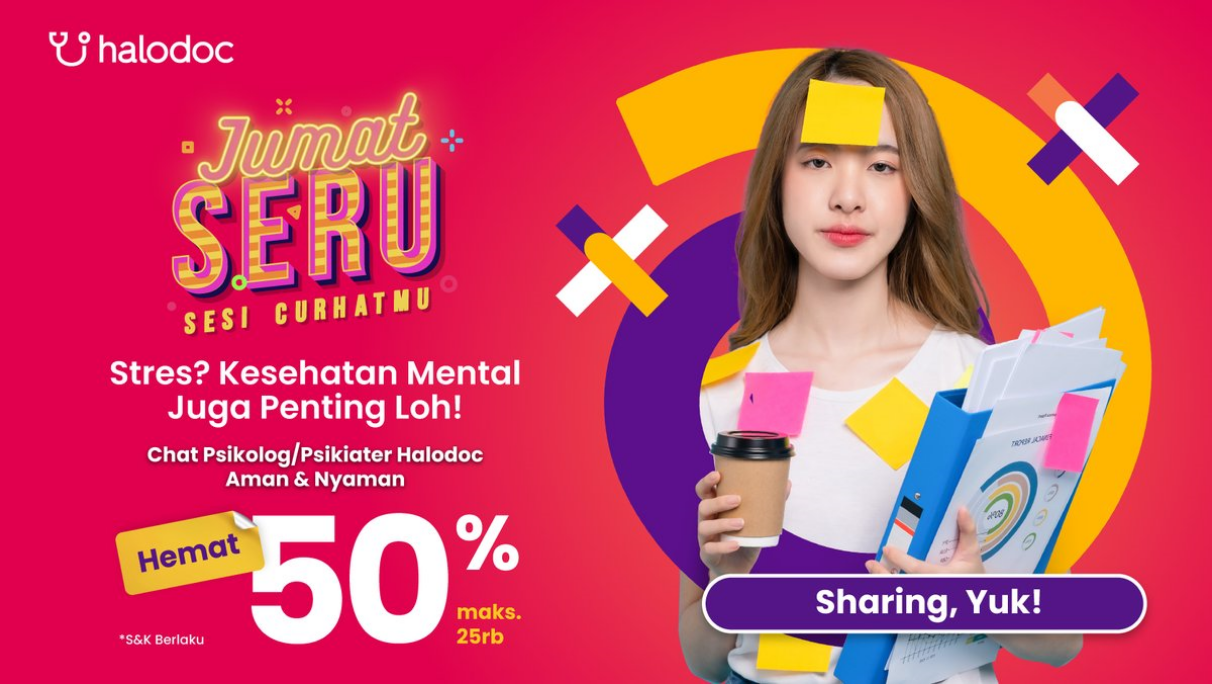 halodoc
Jumat
SERU
SESI CURHATMU
Stres? Kesehatan Mental
Juga Penting Loh!
Chat Psikolog/Psikiater Halodoc
Aman & Nyaman
Hemat
50%
maks.
25rb
*S&K Berlaku
Sharing, Yuk!